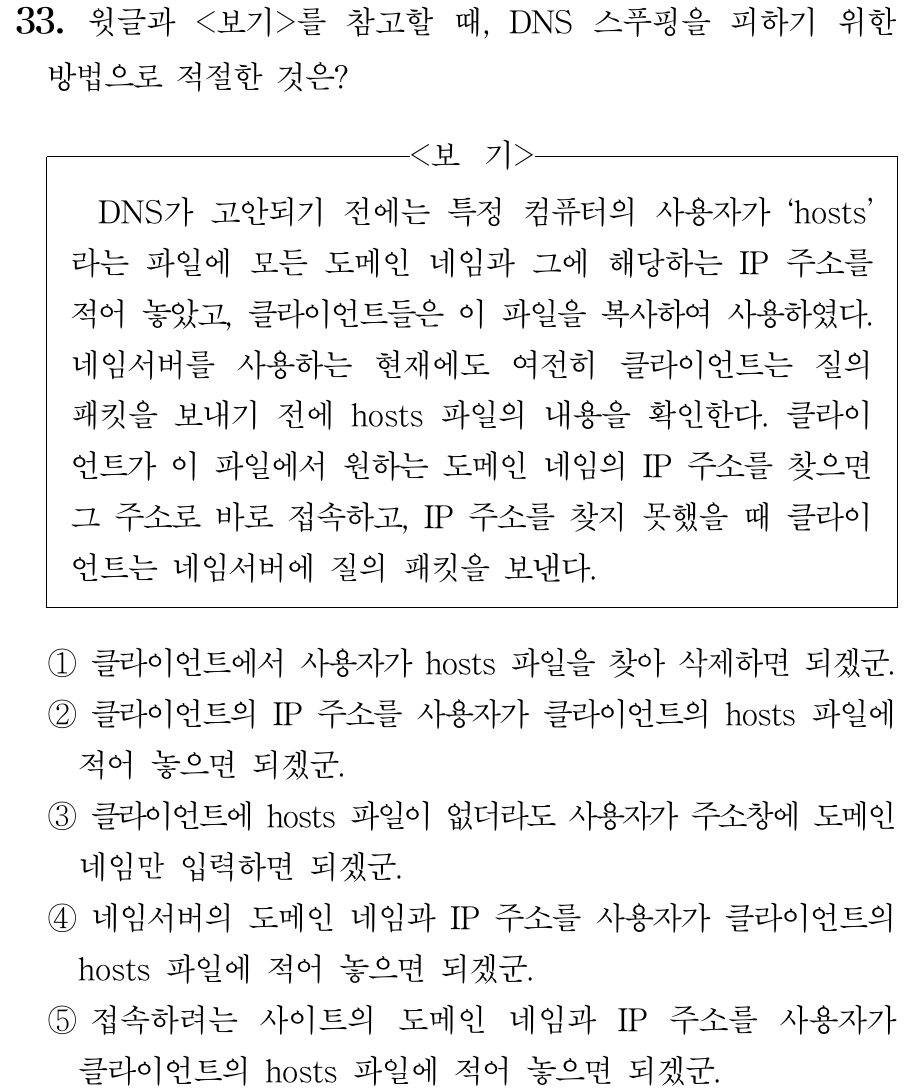 33. 윗글과 <보기>를 참고할 때, DNS 스푸핑을 피하기 위한
방법으로 적절한 것은?
<보 기>
DNS가 고안되기 전에는 특정 컴퓨터의 사용자가 ‘hosts’
라는 파일에 모든 도메인 네임과 그에 해당하는 IP 주소를
적어 놓았고, 클라이언트들은 이 파일을 복사하여 사용하였다.
네임서버를 사용하는 현재에도 여전히 클라이언트는 질의
패킷을 보내기 전에 hosts 파일의 내용을 확인한다. 클라이
언트가 이 파일에서 원하는 도메인 네임의 IP 주소를 찾으면
그 주소로 바로 접속하고, IP 주소를 찾지 못했을 때 클라이
언트는 네임서버에 질의 패킷을 보낸다.
① 클라이언트에서 사용자가 hosts 파일을 찾아 삭제하면 되겠군.
② 클라이언트의 IP 주소를 사용자가 클라이언트의 hosts 파일에
적어 놓으면 되겠군.
③ 클라이언트에 hosts 파일이 없더라도 사용자가 주소창에 도메인
네임만 입력하면 되겠군.
④ 네임서버의 도메인 네임과 IP 주소를 사용자가 클라이언트의
hosts 파일에 적어 놓으면 되겠군.
⑤ 접속하려는 사이트의 도메인 네임과 IP 주소를 사용자가
클라이언트의 hosts 파일에 적어 놓으면 되겠군.